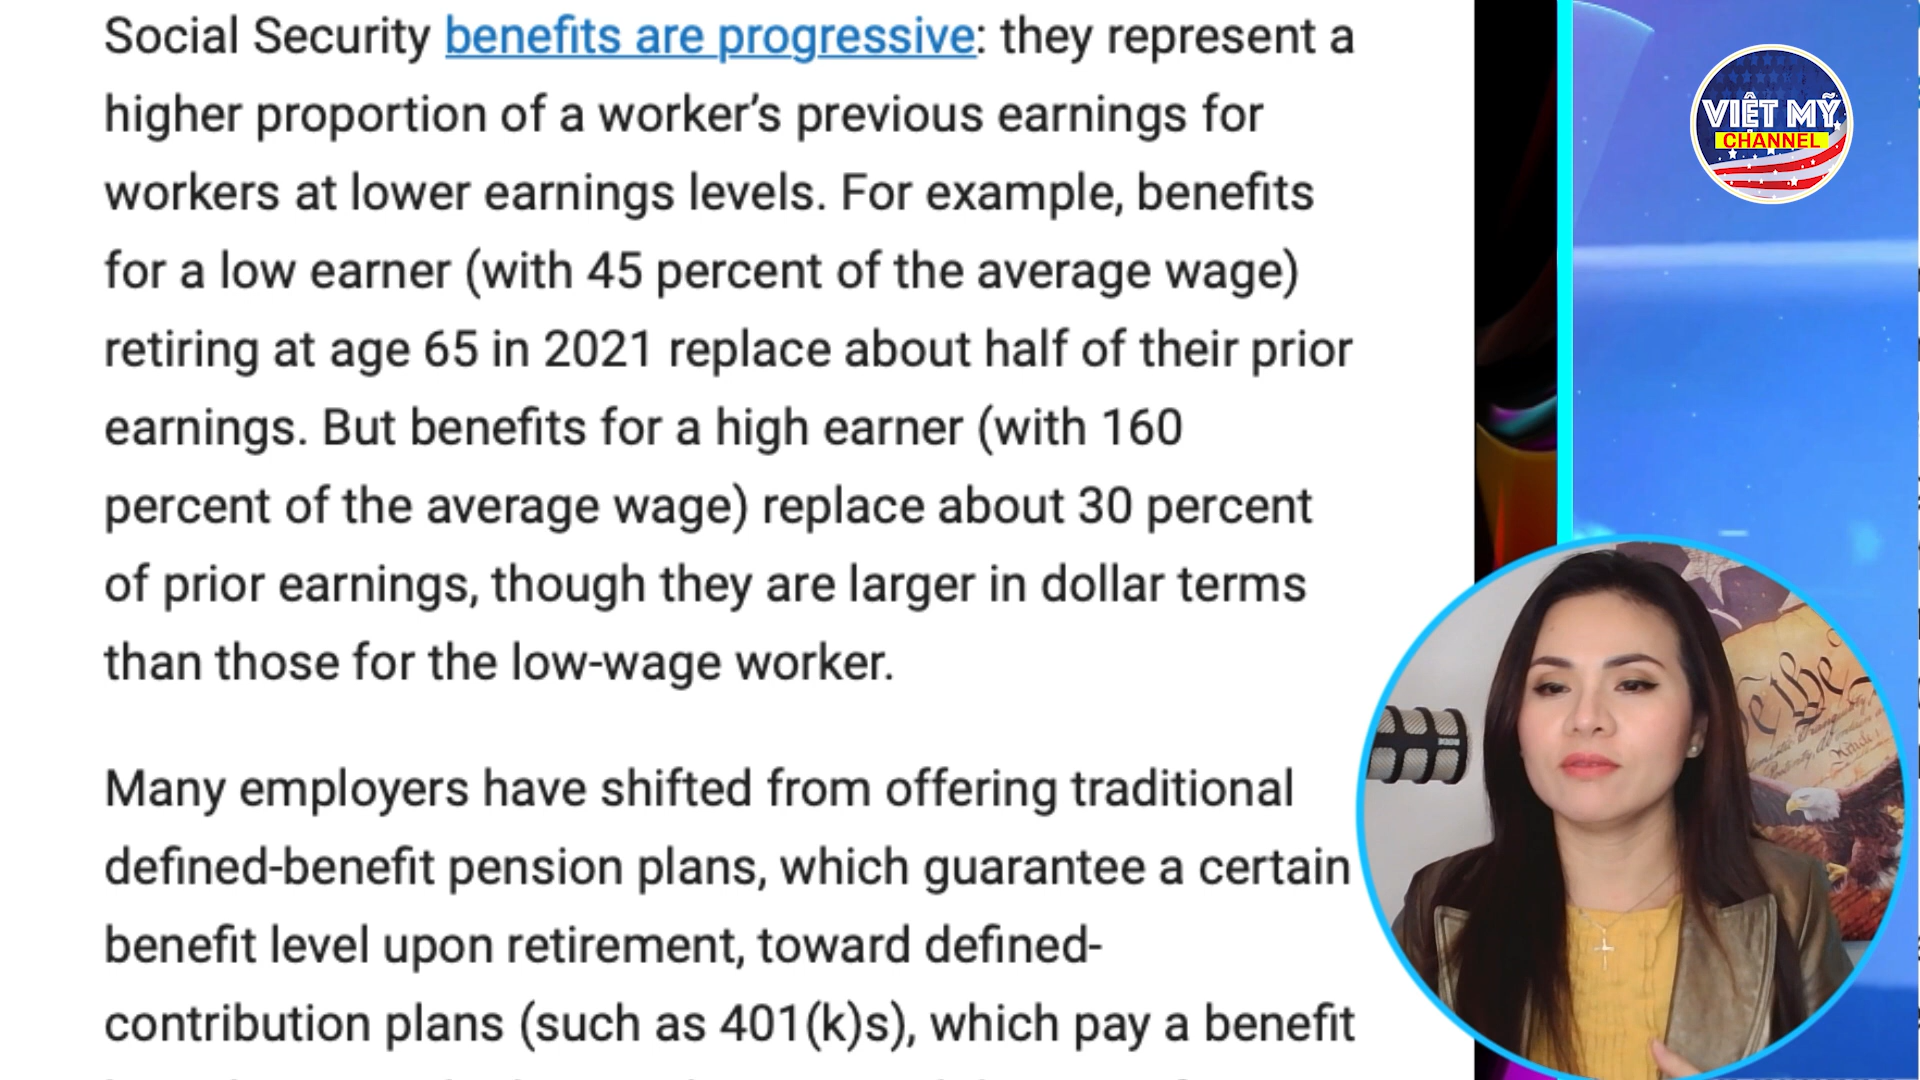 Social Security benefits are progressive: they represent a
higher proportion of a worker’s previous earnings for
workers at lower earnings levels. For example, benefits
for a low earner (with 45 percent of the average wage)
retiring at age 65 in 2021 replace about half of their prior
earnings. But benefits for a high earner (with 160
percent of the average wage) replace about 30 percent
of prior earnings, though they are larger in dollar terms
than those for the low-wage worker.
Many employers have shifted from offering traditional
defined-benefit pension plans, which guarantee a certain
benefit level upon retirement, toward defined-
contribution plans (such as 401(k)s), which pay a benefit
VIỆT MỸ
CHANNEL
We the